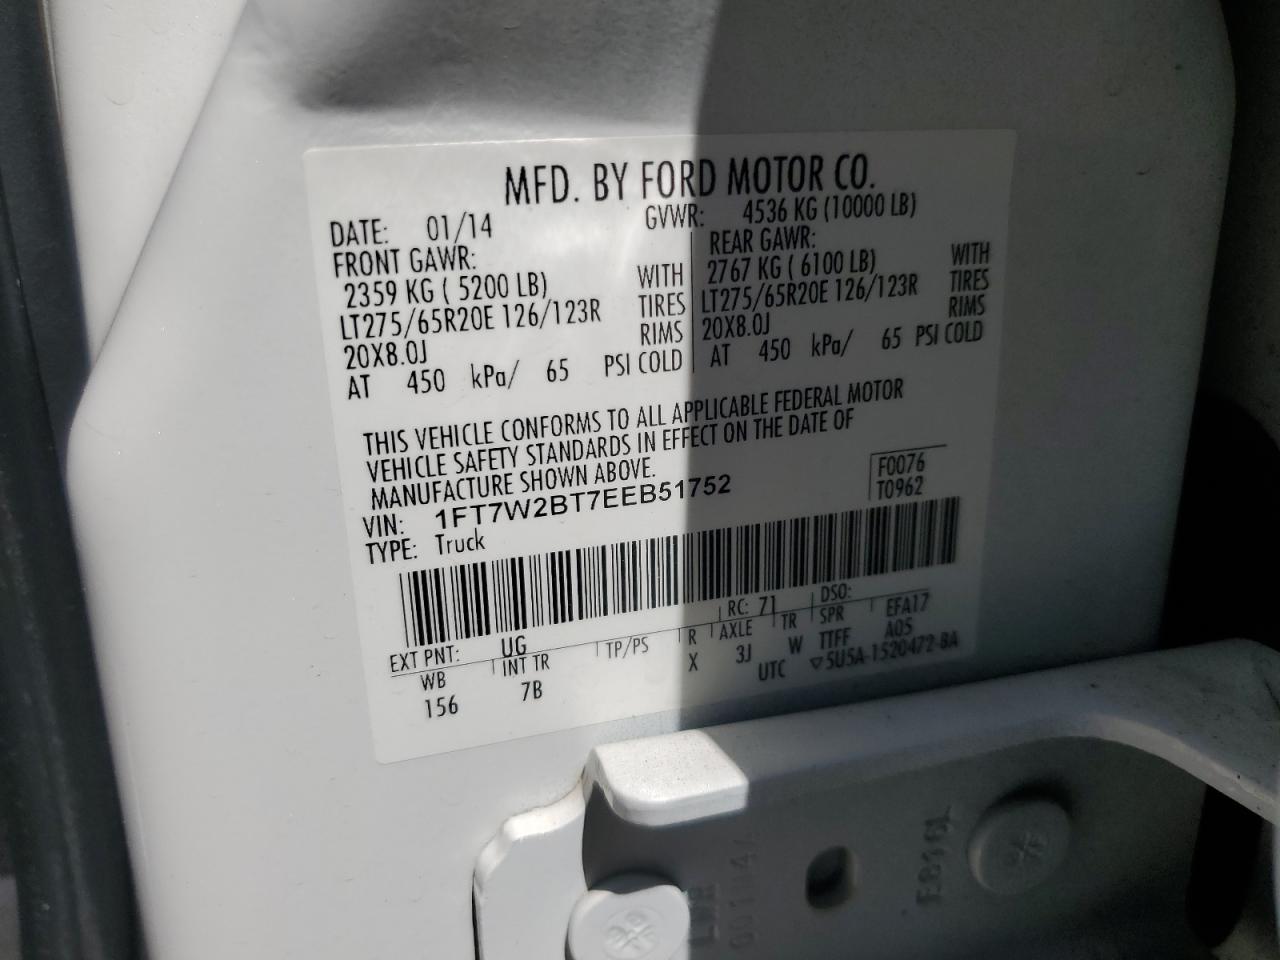 MFD. BY FORD MOTOR CO.
DATE: 01/14 GVWR: 4536 KG (10000 LB)
FRONT GAWR: REAR GAWR:
2359 KG ( 5200 LB) WITH 2767 KG ( 6100 LB) WITH
LT275/65R20E 126/123R TIRES LT275/65R20E 126/123R TIRES
20X8.0J RIMS 20X8.0J RIMS
AT 450 kPa/ 65 PSI COLD AT 450 kPa/ 65 PSI COLD
THIS VEHICLE CONFORMS TO ALL APPLICABLE FEDERAL MOTOR
VEHICLE SAFETY STANDARDS IN EFFECT ON THE DATE OF
MANUFACTURE SHOWN ABOVE.
F0076
VIN: 1FT7W2BT7EEB51752 T0962
TYPE: Truck
EXT PNT: UG RC: 71 DSO:
WB INT TR TP/PS R AXLE TR SPR EFA17
156 7B X 3J W TTFF A05
UTC ▽5U5A-1520472-BA
E816L